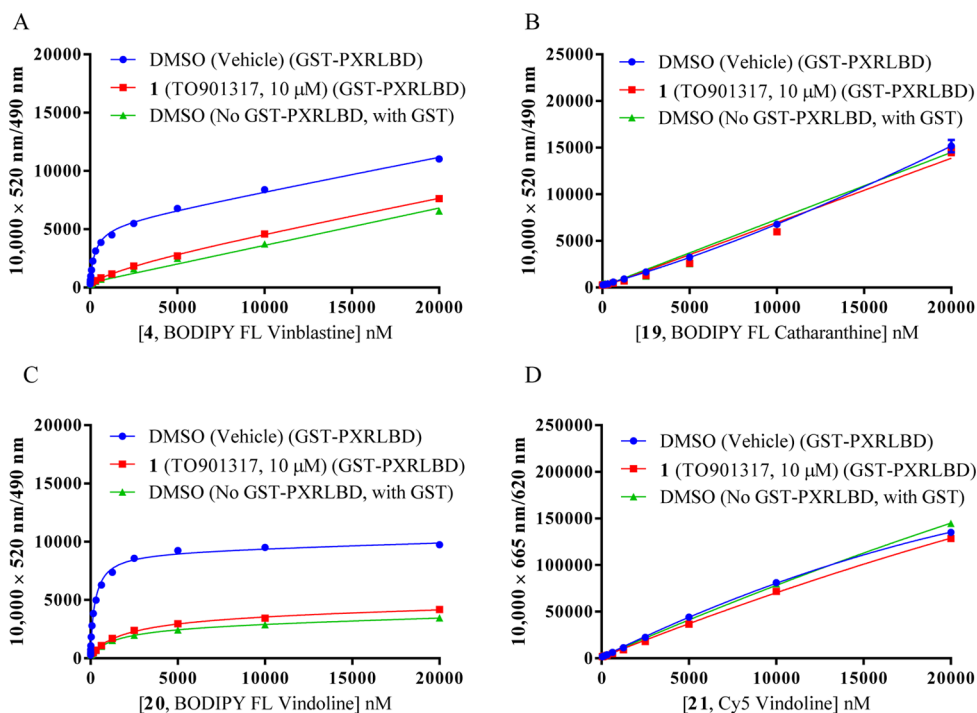 A
20000
15000
10000
5000
0
10,000 × 520 nm/490 nm
DMSO (Vehicle) (GST-PXRLBD)
1 (TO901317, 10 μM) (GST-PXRLBD)
DMSO (No GST-PXRLBD, with GST)
0 5000 10000 15000 20000
[4, BODIPY FL Vinblastine] nM
B
25000
20000
15000
10000
5000
0
10,000 × 520 nm/490 nm
DMSO (Vehicle) (GST-PXRLBD)
1 (TO901317, 10 μM) (GST-PXRLBD)
DMSO (No GST-PXRLBD, with GST)
0 5000 10000 15000 20000
[19, BODIPY FL Catharanthine] nM
C
20000
15000
10000
5000
0
10,000 × 520 nm/490 nm
DMSO (Vehicle) (GST-PXRLBD)
1 (TO901317, 10 μM) (GST-PXRLBD)
DMSO (No GST-PXRLBD, with GST)
0 5000 10000 15000 20000
[20, BODIPY FL Vindoline] nM
D
250000
200000
150000
100000
50000
0
10,000 × 665 nm/620 nm
DMSO (Vehicle) (GST-PXRLBD)
1 (TO901317, 10 μM) (GST-PXRLBD)
DMSO (No GST-PXRLBD, with GST)
0 5000 10000 15000 20000
[21, Cy5 Vindoline] nM